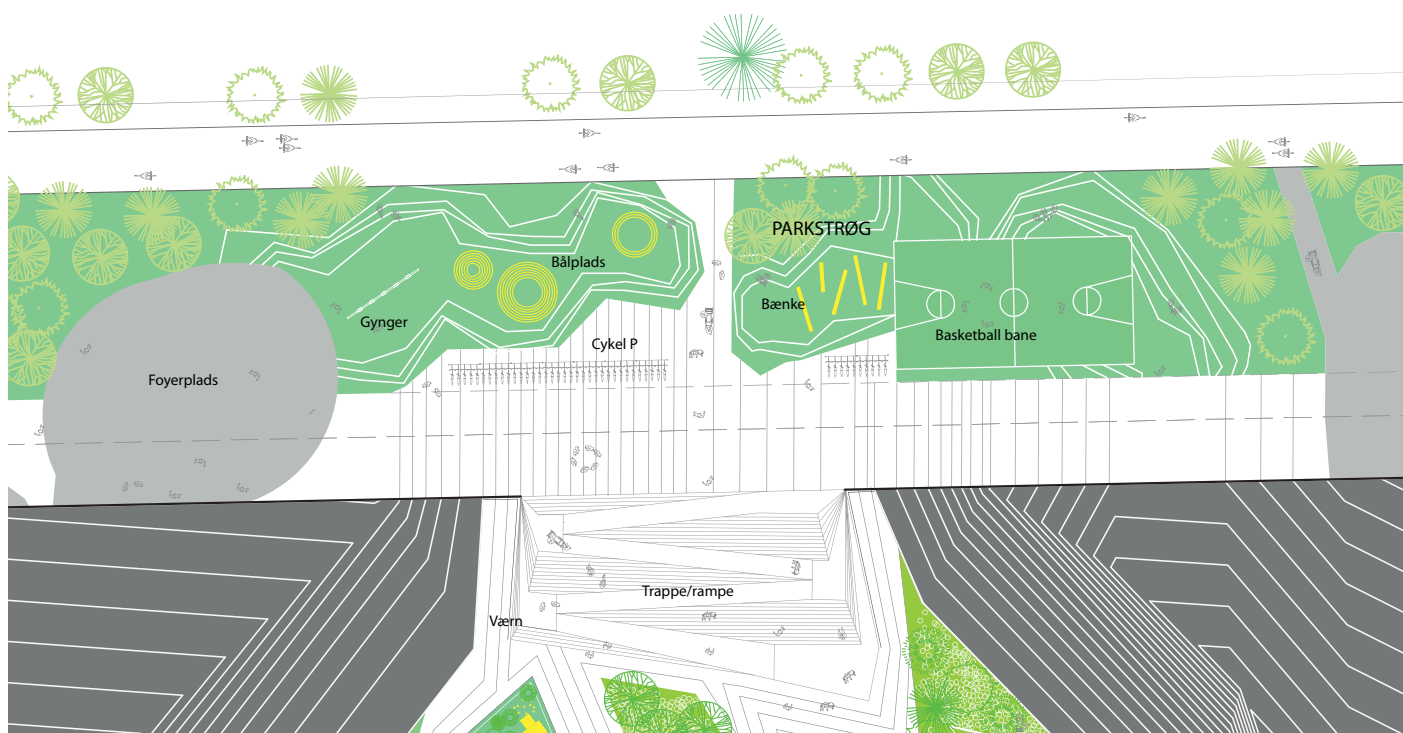 PARKSTRØG
Bålplads
Bænke
Gynger
Basketball bane
Cykel P
Foyerplads
Trappe/rampe
Værn